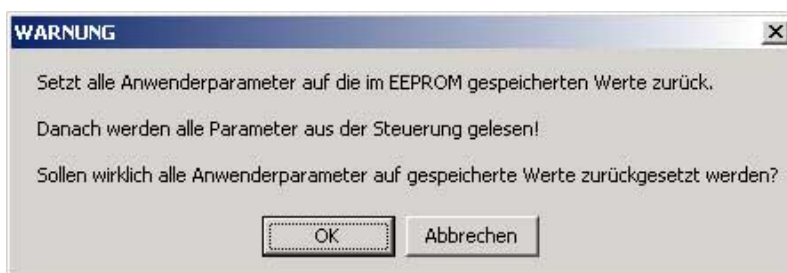 WARNUNG
Setzt alle Anwenderparameter auf die im EEPROM gespeicherten Werte zurück.
Danach werden alle Parameter aus der Steuerung gelesen!
Sollen wirklich alle Anwenderparameter auf gespeicherte Werte zurückgesetzt werden?
OK Abbrechen